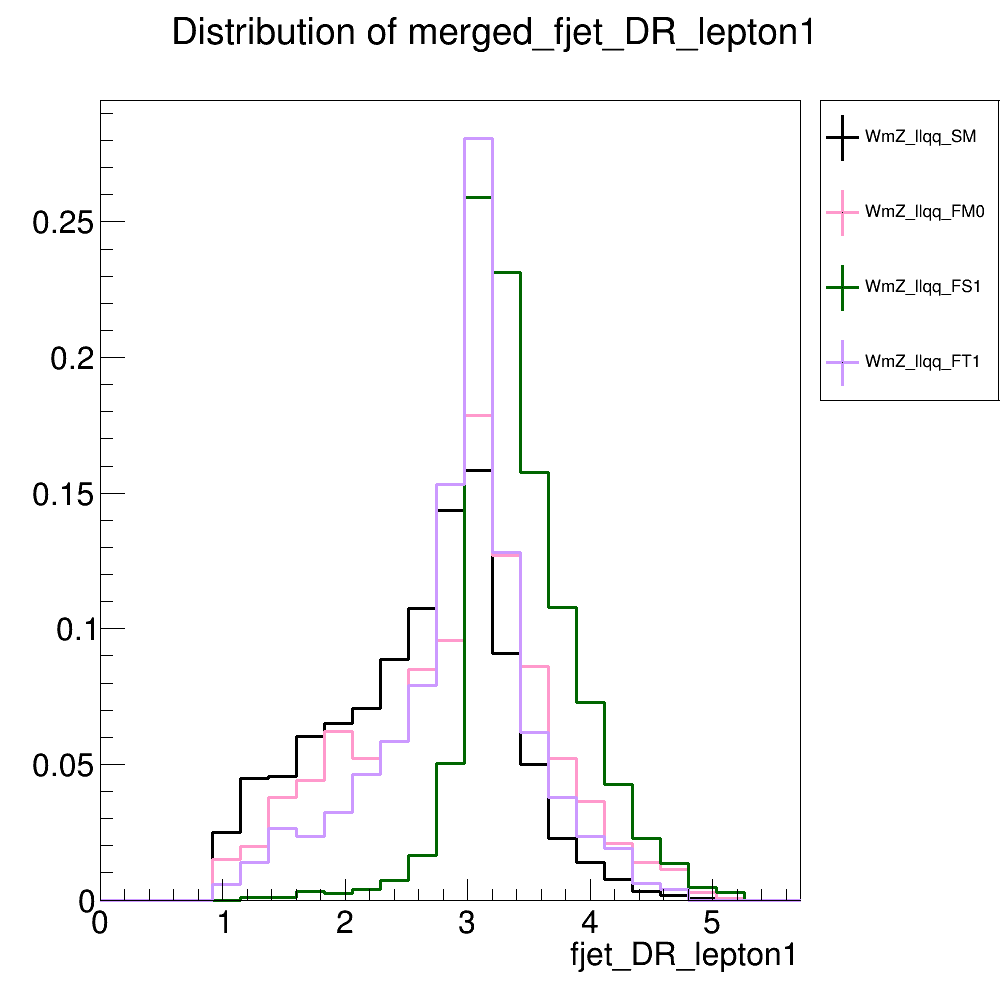 Distribution of merged_fjet_DR_lepton1
WmZ_llqq_SM
WmZ_llqq_FM0
WmZ_llqq_FS1
WmZ_llqq_FT1
0.25
0.2
0.15
0.1
0.05
0
0 1 2 3 4 5
fjet_DR_lepton1